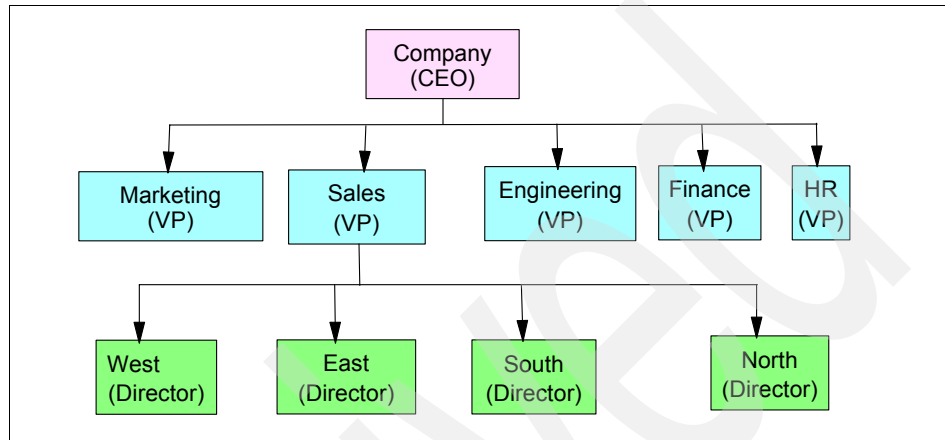 Company
(CEO)
Marketing
(VP)
Sales
(VP)
Engineering
(VP)
Finance
(VP)
HR
(VP)
West
(Director)
East
(Director)
South
(Director)
North
(Director)